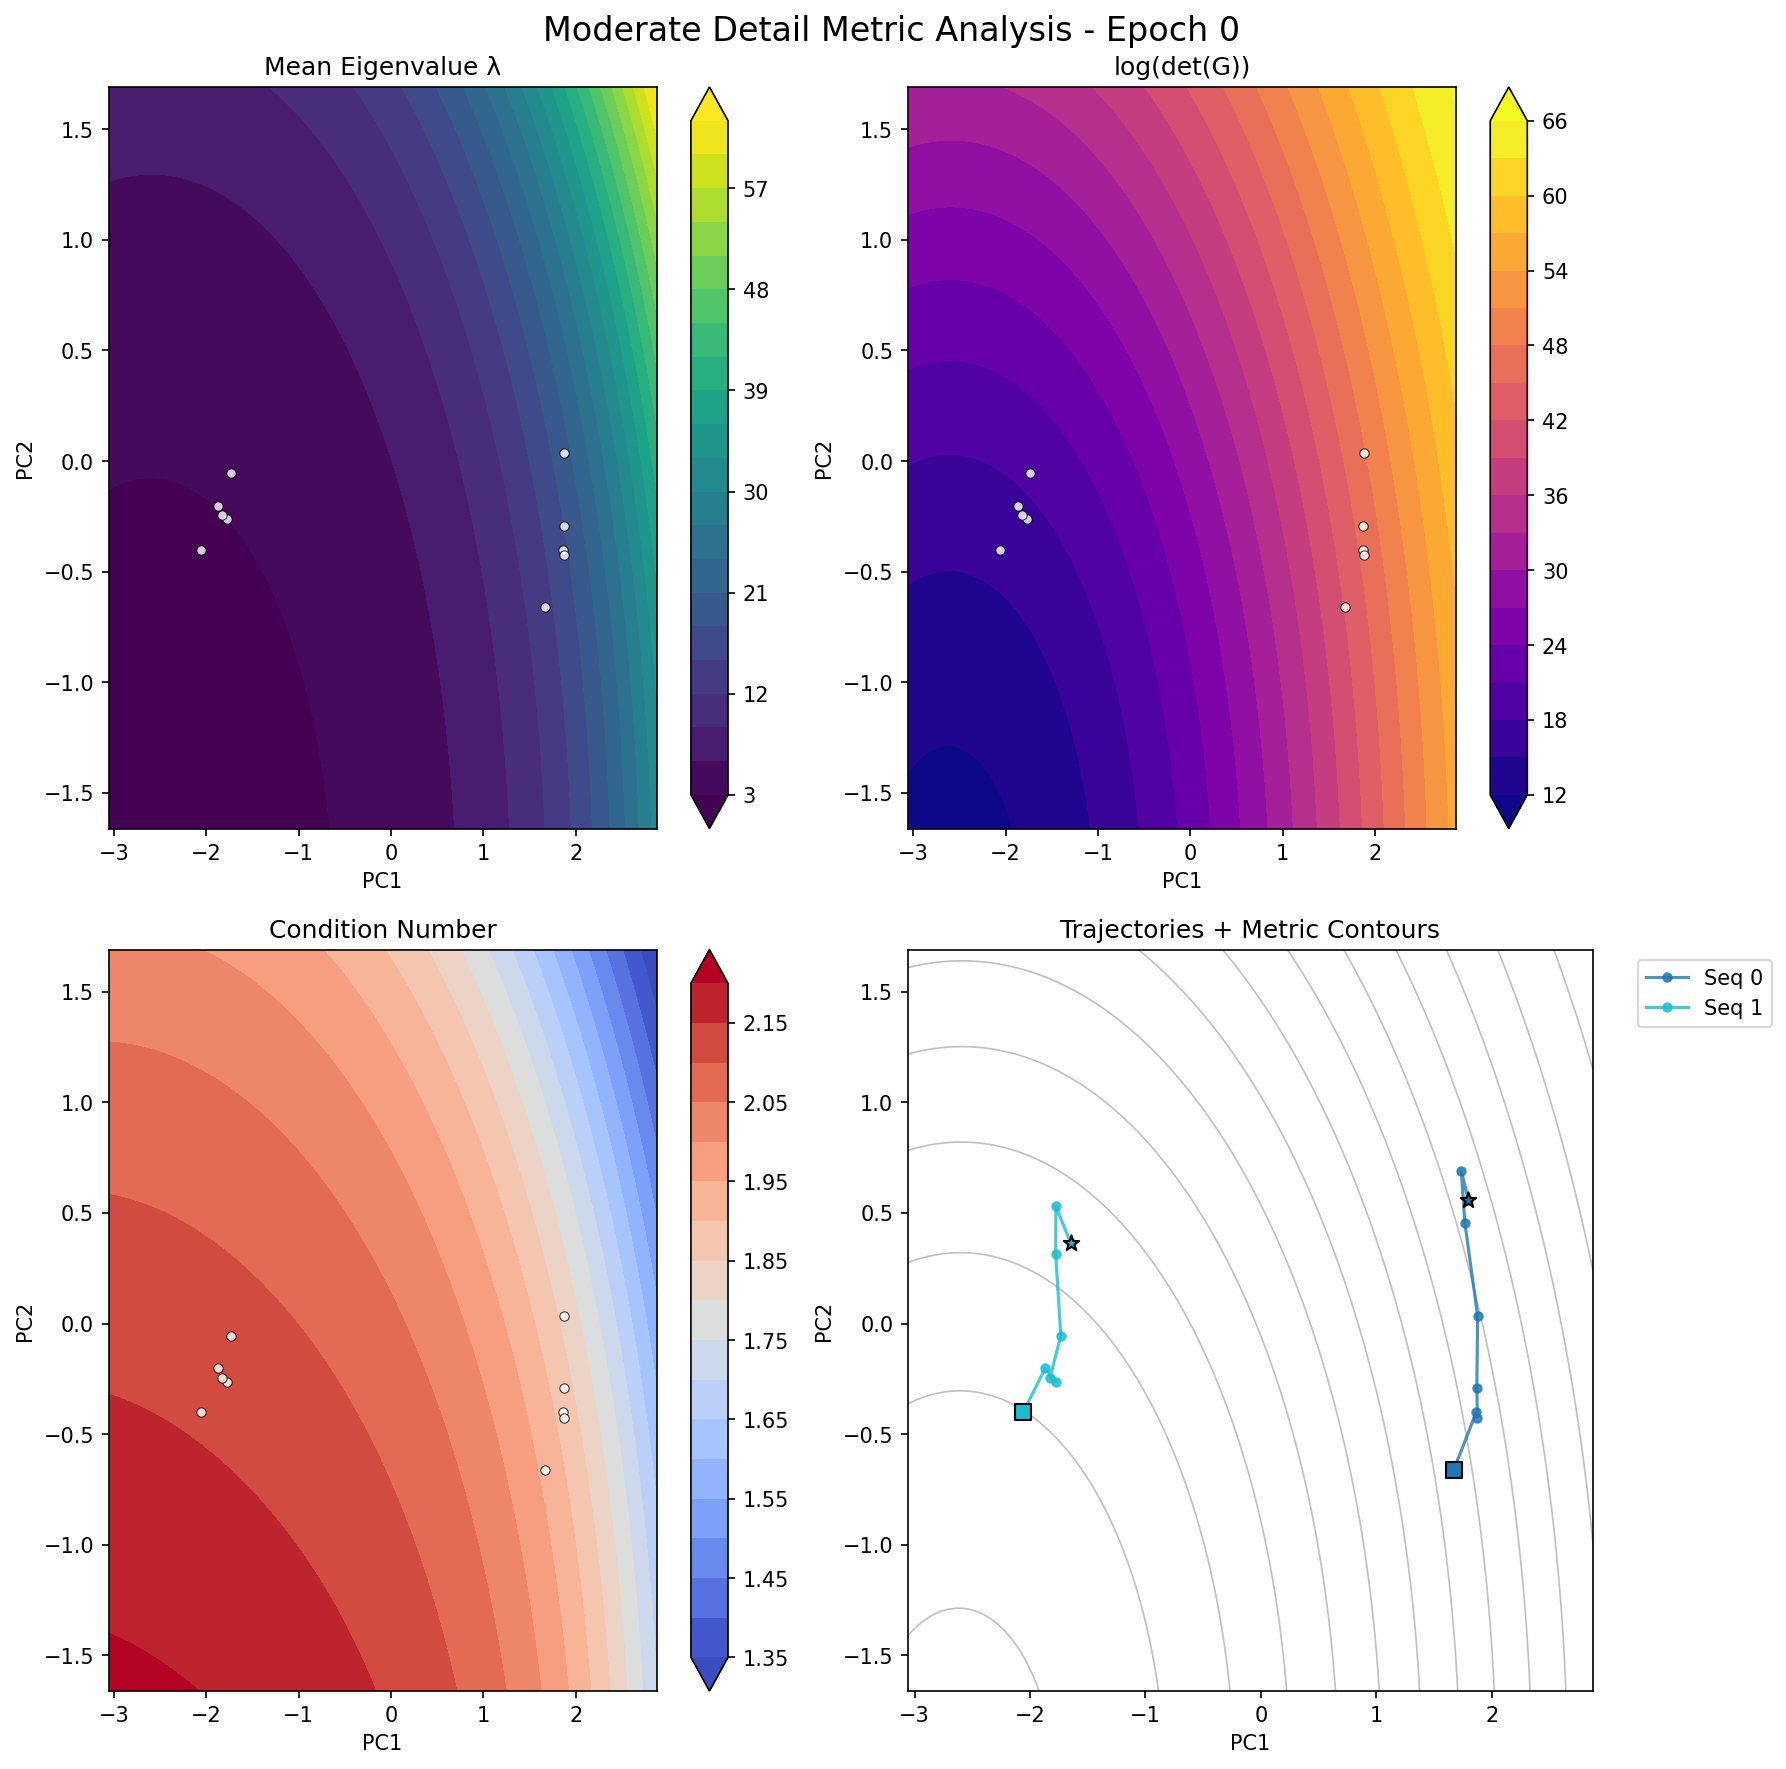 Moderate Detail Metric Analysis - Epoch 0
Mean Eigenvalue λ
1.5
1.0
0.5
0.0
−0.5
−1.0
−1.5
PC2
−3 −2 −1 0 1 2
PC1
57
48
39
30
21
12
3
log(det(G))
1.5
1.0
0.5
0.0
−0.5
−1.0
−1.5
PC2
−3 −2 −1 0 1 2
PC1
66
60
54
48
42
36
30
24
18
12
Condition Number
1.5
1.0
0.5
0.0
−0.5
−1.0
−1.5
PC2
−3 −2 −1 0 1 2
PC1
2.15
2.05
1.95
1.85
1.75
1.65
1.55
1.45
1.35
Trajectories + Metric Contours
1.5
1.0
0.5
0.0
−0.5
−1.0
−1.5
PC2
−3 −2 −1 0 1 2
PC1
Seq 0
Seq 1